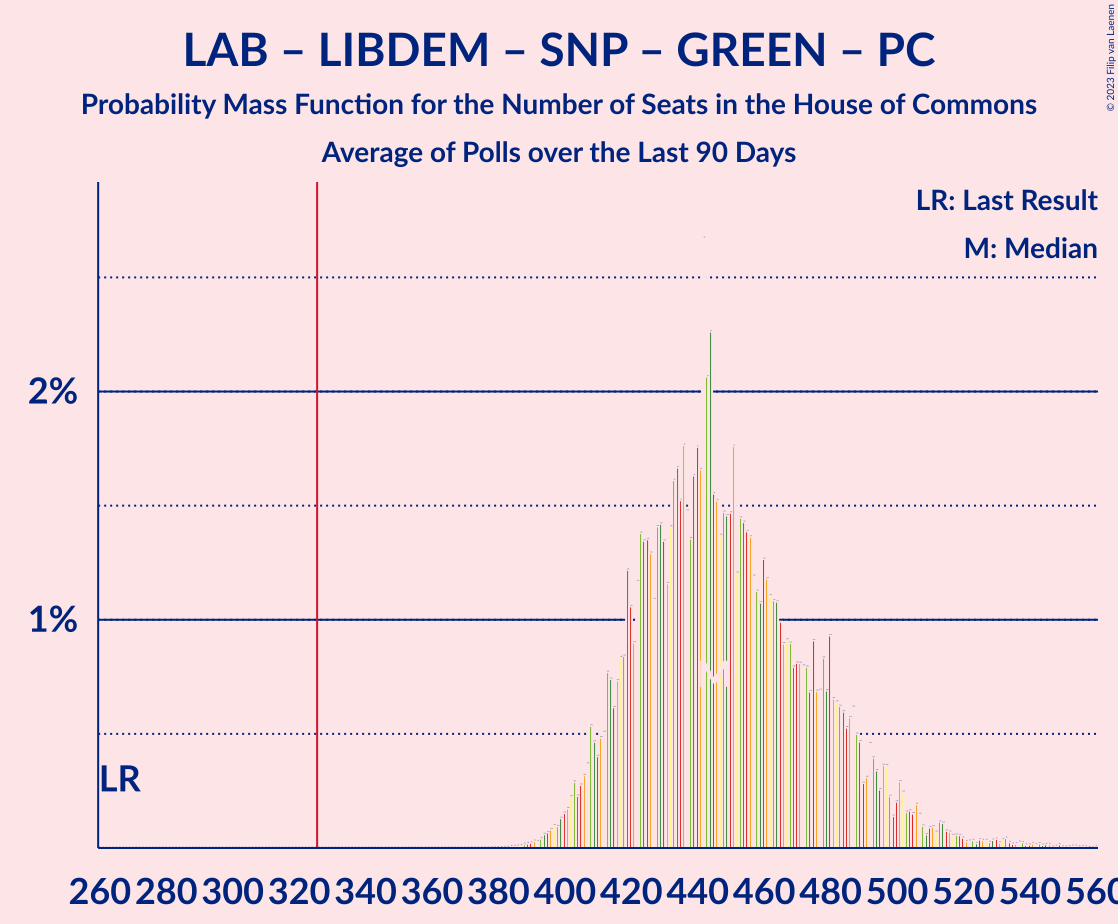 LAB – LIBDEM – SNP – GREEN – PC
Probability Mass Function for the Number of Seats in the House of Commons
Average of Polls over the Last 90 Days
© 2023 Filip van Laenen
LR: Last Result
M: Median
2%
1%
LR
M
260 280 300 320 340 360 380 400 420 440 460 480 500 520 540 560